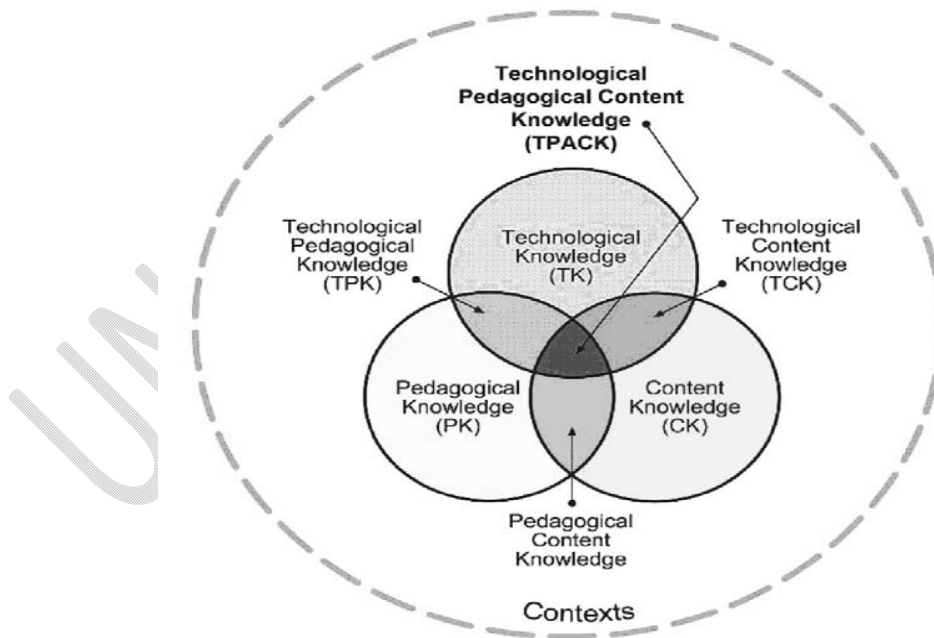 Technological
Pedagogical Content
Knowledge
(TPACK)
Technological
Pedagogical
Knowledge
(TPK)
Technological
Knowledge
(TK)
Technological
Content
Knowledge
(TCK)
Pedagogical
Knowledge
(PK)
Content
Knowledge
(CK)
Pedagogical
Content
Knowledge
Contexts